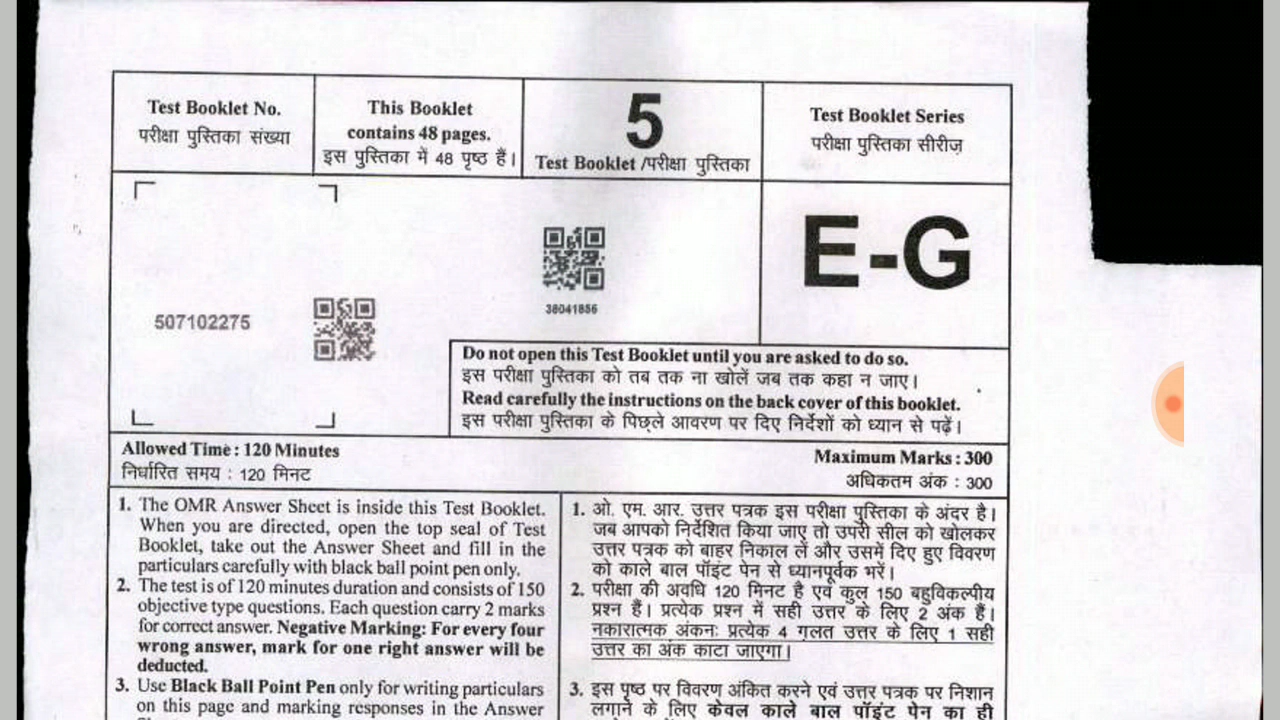 Test Booklet No.
परीक्षा पुस्तिका संख्या
This Booklet
contains 48 pages.
इस पुस्तिका में 48 पृष्ठ हैं।
5
Test Booklet /परीक्षा पुस्तिका
Test Booklet Series
परीक्षा पुस्तिका सीरीज़
E-G
507102275
38041856
Do not open this Test Booklet until you are asked to do so.
इस परीक्षा पुस्तिका को तब तक ना खोलें जब तक कहा न जाए।
Read carefully the instructions on the back cover of this booklet.
इस परीक्षा पुस्तिका के पिछले आवरण पर दिए निर्देशों को ध्यान से पढ़ें।
Allowed Time : 120 Minutes
निर्धारित समय : 120 मिनट
Maximum Marks : 300
अधिकतम अंक : 300
1. The OMR Answer Sheet is inside this Test Booklet.
When you are directed, open the top seal of Test
Booklet, take out the Answer Sheet and fill in the
particulars carefully with black ball point pen only.
2. The test is of 120 minutes duration and consists of 150
objective type questions. Each question carry 2 marks
for correct answer. Negative Marking: For every four
wrong answer, mark for one right answer will be
deducted.
3. Use Black Ball Point Pen only for writing particulars
on this page and marking responses in the Answer
1. ओ. एम. आर. उत्तर पत्रक इस परीक्षा पुस्तिका के अंदर है।
जब आपको निर्देशित किया जाए तो उपरी सील को खोलकर
उत्तर पत्रक को बाहर निकाल लें और उसमें दिए हुए विवरण
को काले बाल पॉइंट पेन से ध्यानपूर्वक भरें।
2. परीक्षा की अवधि 120 मिनट है एवं कुल 150 बहुविकल्पीय
प्रश्न हैं। प्रत्येक प्रश्न में सही उत्तर के लिए 2 अंक हैं।
नकारात्मक अंकनः प्रत्येक 4 गलत उत्तर के लिए 1 सही
उत्तर का अंक काटा जाएगा।
3. इस पृष्ठ पर विवरण अंकित करने एवं उत्तर पत्रक पर निशान
लगाने के लिए केवल काले बाल पॉइंट पेन का ही